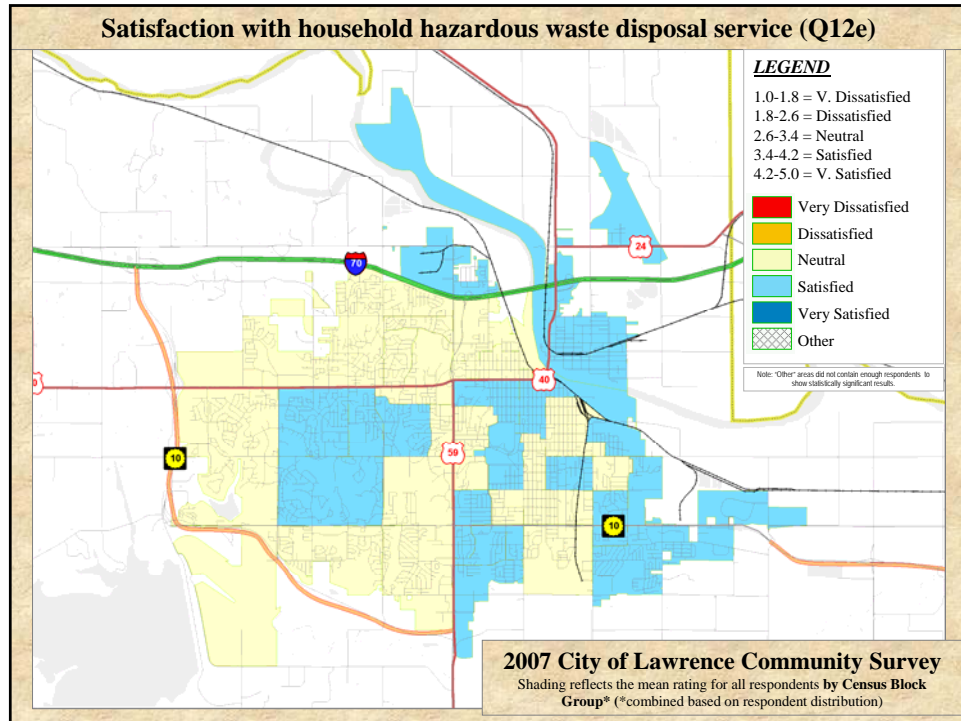 Satisfaction with household hazardous waste disposal service (Q12e)
LEGEND
1.0-1.8 = V. Dissatisfied
1.8-2.6 = Dissatisfied
2.6-3.4 = Neutral
3.4-4.2 = Satisfied
4.2-5.0 = V. Satisfied
Very Dissatisfied
Dissatisfied
Neutral
Satisfied
Very Satisfied
Other
Note: "Other" areas did not contain enough respondents to
show statistically significant results.
24
70
40
59
10
10
2007 City of Lawrence Community Survey
Shading reflects the mean rating for all respondents by Census Block
Group* (*combined based on respondent distribution)